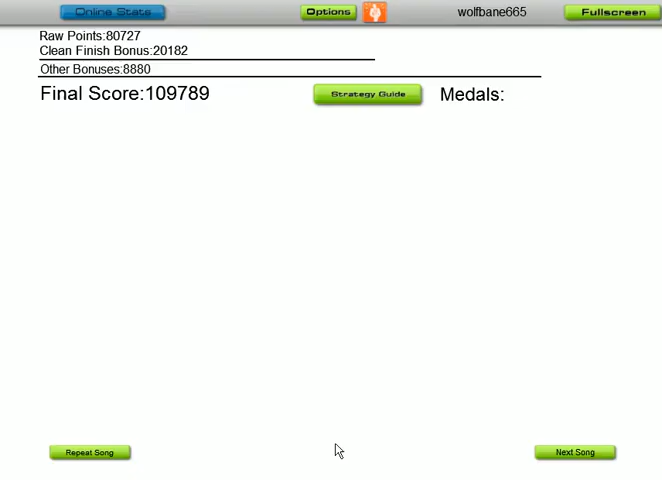 Online Stats Options wolfbane665 Fullscreen
Raw Points:80727
Clean Finish Bonus:20182
Other Bonuses:8880
Final Score:109789 Strategy Guide Medals:
Repeat Song Next Song